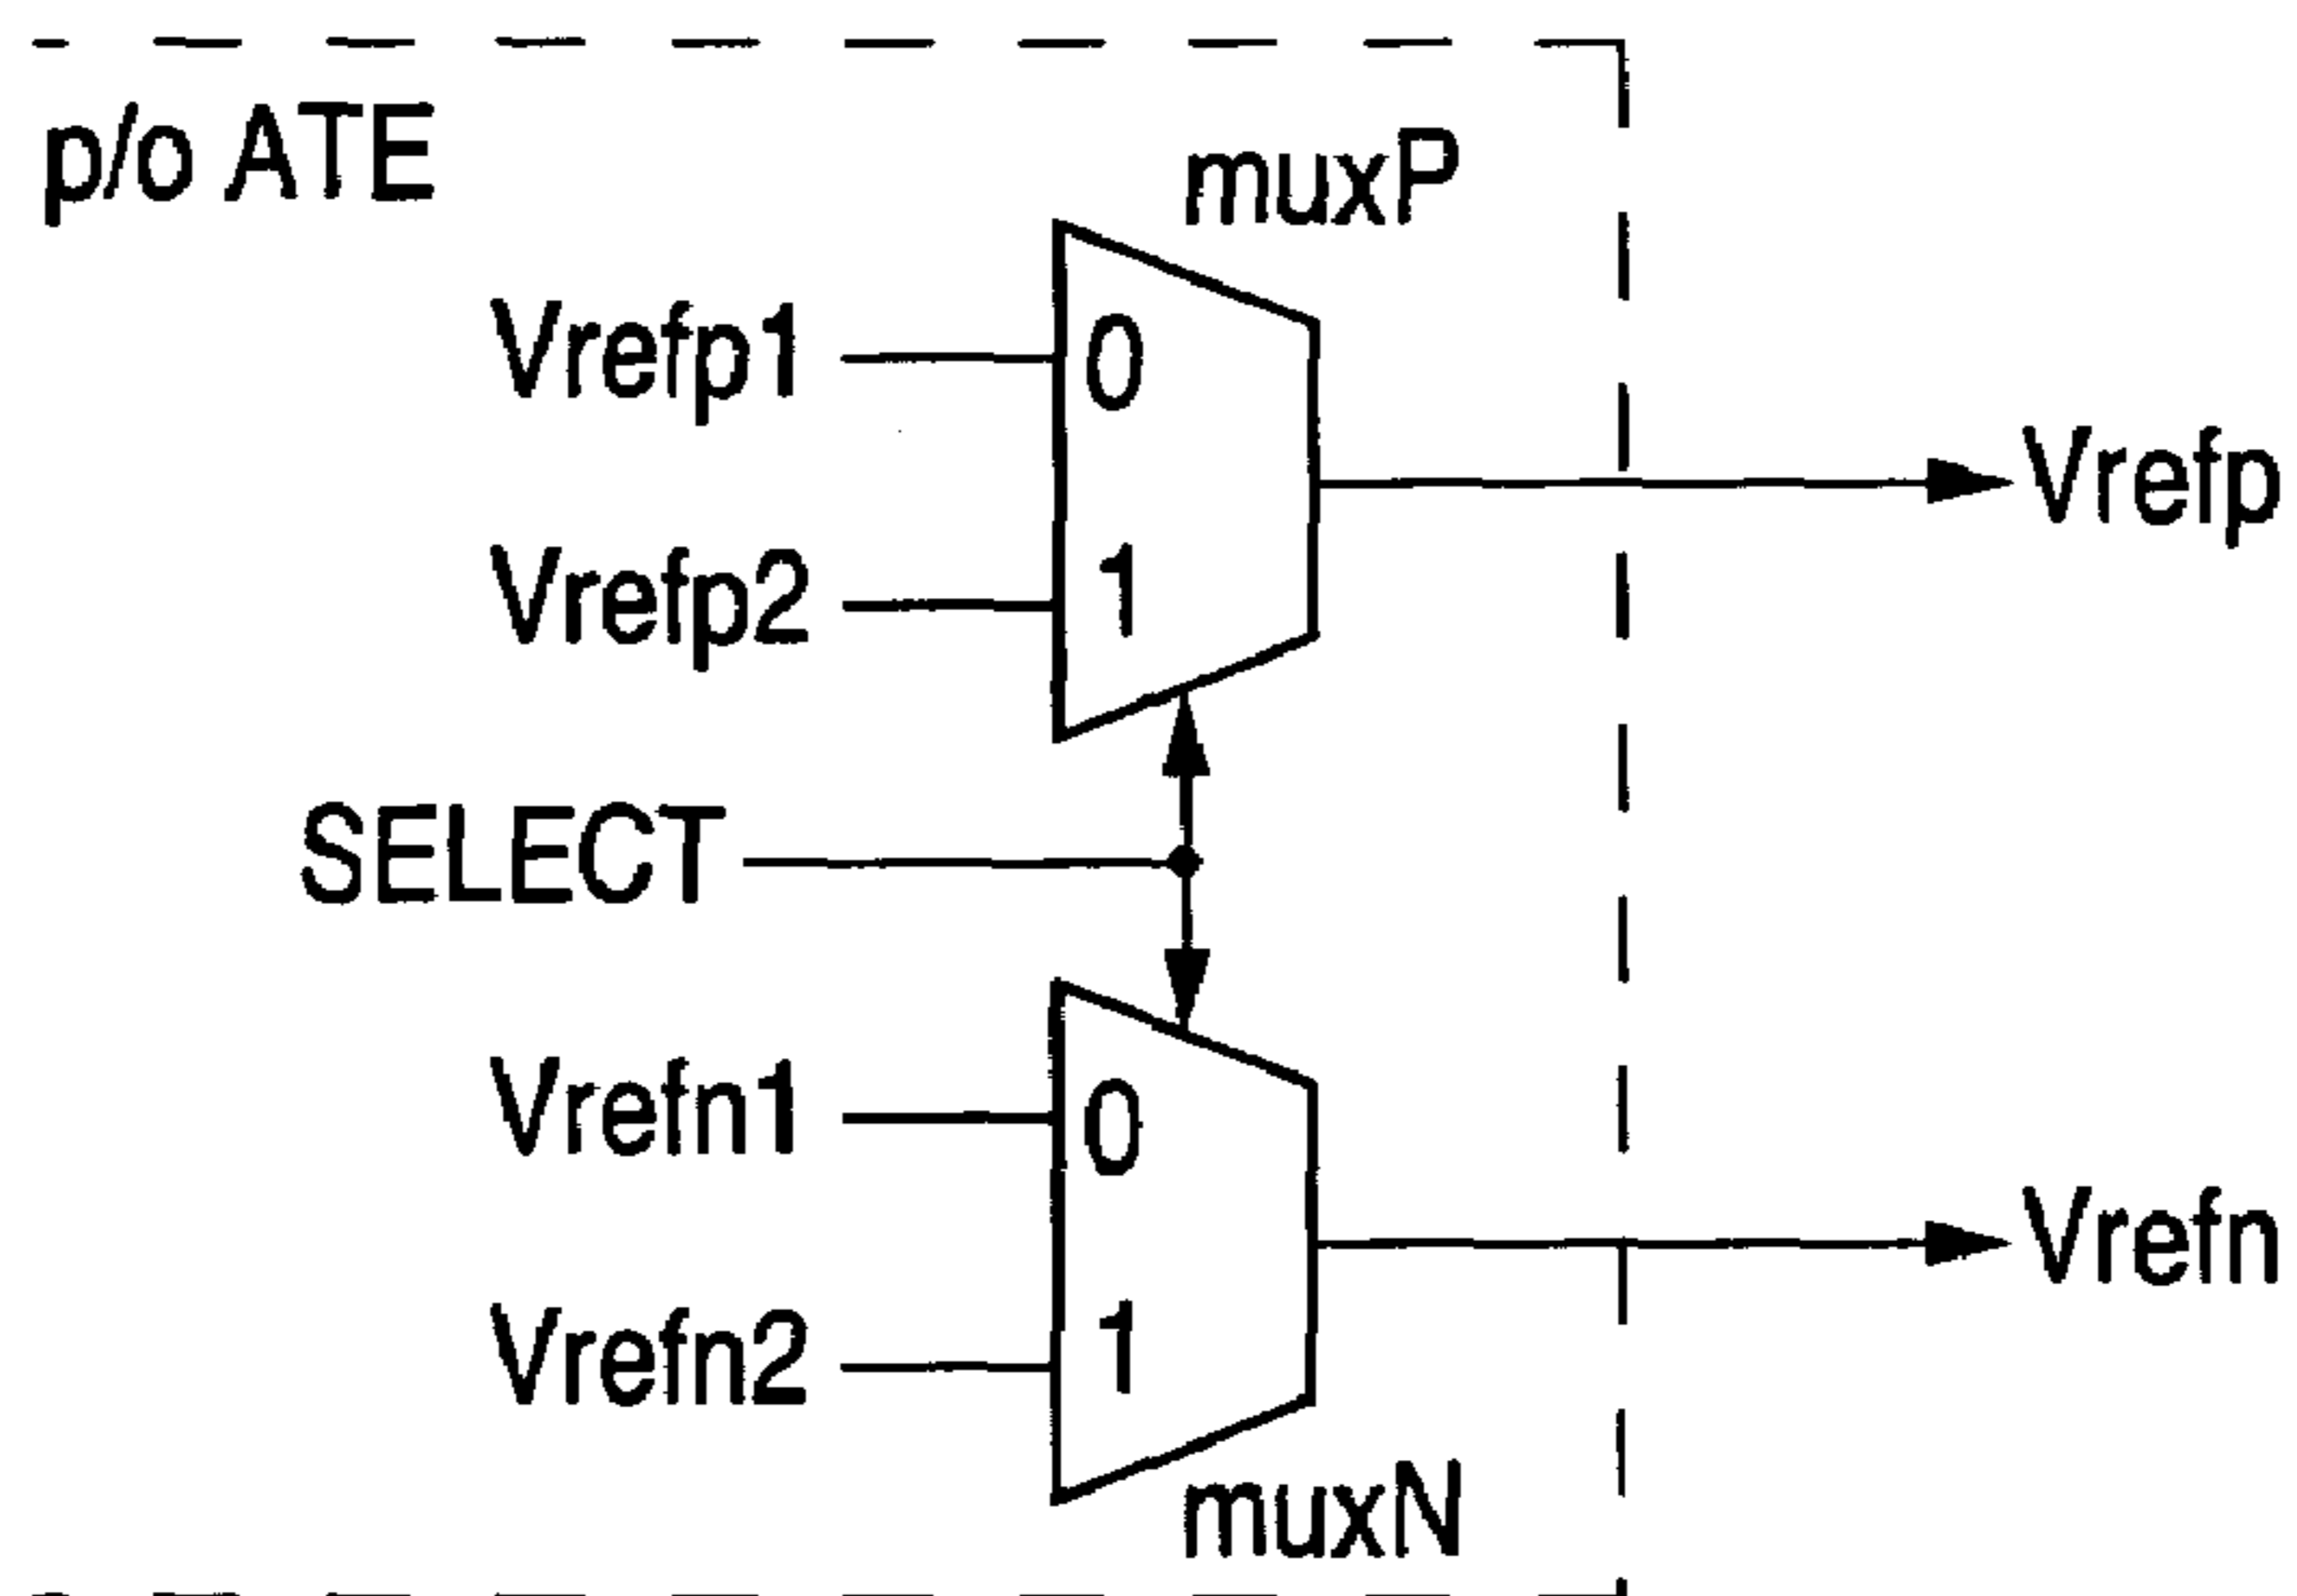 p/o ATE
muxP
Vrefp1
0
Vrefp
Vrefp2
1
SELECT
Vrefn1
0
Vrefn
Vrefn2
1
muxN